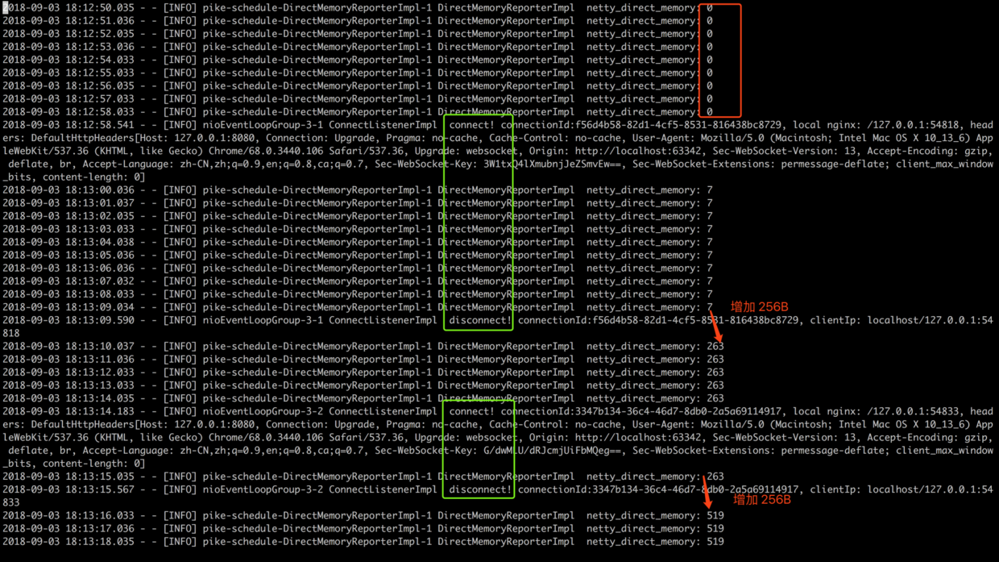 2018-09-03 18:12:50.035 - - [INFO] pike-schedule-DirectMemoryReporterImpl-1 DirectMemoryReporterImpl  netty_direct_memory: 0
2018-09-03 18:12:51.036 - - [INFO] pike-schedule-DirectMemoryReporterImpl-1 DirectMemoryReporterImpl  netty_direct_memory: 0
2018-09-03 18:12:52.035 - - [INFO] pike-schedule-DirectMemoryReporterImpl-1 DirectMemoryReporterImpl  netty_direct_memory: 0
2018-09-03 18:12:53.036 - - [INFO] pike-schedule-DirectMemoryReporterImpl-1 DirectMemoryReporterImpl  netty_direct_memory: 0
2018-09-03 18:12:54.033 - - [INFO] pike-schedule-DirectMemoryReporterImpl-1 DirectMemoryReporterImpl  netty_direct_memory: 0
2018-09-03 18:12:55.033 - - [INFO] pike-schedule-DirectMemoryReporterImpl-1 DirectMemoryReporterImpl  netty_direct_memory: 0
2018-09-03 18:12:56.035 - - [INFO] pike-schedule-DirectMemoryReporterImpl-1 DirectMemoryReporterImpl  netty_direct_memory: 0
2018-09-03 18:12:57.033 - - [INFO] pike-schedule-DirectMemoryReporterImpl-1 DirectMemoryReporterImpl  netty_direct_memory: 0
2018-09-03 18:12:58.033 - - [INFO] pike-schedule-DirectMemoryReporterImpl-1 DirectMemoryReporterImpl  netty_direct_memory: 0
2018-09-03 18:12:58.541 - - [INFO] nioEventLoopGroup-3-1 ConnectListenerImpl  connect! connectionId:f56d4b58-82d1-4cf5-8531-816438bc8729, local nginx: /127.0.0.1:54818, head
ers: DefaultHttpHeaders[Host: 127.0.0.1:8080, Connection: Upgrade, Pragma: no-cache, Cache-Control: no-cache, User-Agent: Mozilla/5.0 (Macintosh; Intel Mac OS X 10_13_6) App
leWebKit/537.36 (KHTML, like Gecko) Chrome/68.0.3440.106 Safari/537.36, Upgrade: websocket, Origin: http://localhost:63342, Sec-WebSocket-Version: 13, Accept-Encoding: gzip,
 deflate, br, Accept-Language: zh-CN,zh;q=0.9,en;q=0.8,ca;q=0.7, Sec-WebSocket-Key: 3W1txQ4lXmubnjJeZSmvEw==, Sec-WebSocket-Extensions: permessage-deflate; client_max_window
_bits, content-length: 0]
2018-09-03 18:13:00.036 - - [INFO] pike-schedule-DirectMemoryReporterImpl-1 DirectMemoryReporterImpl  netty_direct_memory: 7
2018-09-03 18:13:01.037 - - [INFO] pike-schedule-DirectMemoryReporterImpl-1 DirectMemoryReporterImpl  netty_direct_memory: 7
2018-09-03 18:13:02.035 - - [INFO] pike-schedule-DirectMemoryReporterImpl-1 DirectMemoryReporterImpl  netty_direct_memory: 7
2018-09-03 18:13:03.033 - - [INFO] pike-schedule-DirectMemoryReporterImpl-1 DirectMemoryReporterImpl  netty_direct_memory: 7
2018-09-03 18:13:04.038 - - [INFO] pike-schedule-DirectMemoryReporterImpl-1 DirectMemoryReporterImpl  netty_direct_memory: 7
2018-09-03 18:13:05.036 - - [INFO] pike-schedule-DirectMemoryReporterImpl-1 DirectMemoryReporterImpl  netty_direct_memory: 7
2018-09-03 18:13:06.036 - - [INFO] pike-schedule-DirectMemoryReporterImpl-1 DirectMemoryReporterImpl  netty_direct_memory: 7
2018-09-03 18:13:07.032 - - [INFO] pike-schedule-DirectMemoryReporterImpl-1 DirectMemoryReporterImpl  netty_direct_memory: 7
2018-09-03 18:13:08.033 - - [INFO] pike-schedule-DirectMemoryReporterImpl-1 DirectMemoryReporterImpl  netty_direct_memory: 7
2018-09-03 18:13:09.034 - - [INFO] pike-schedule-DirectMemoryReporterImpl-1 DirectMemoryReporterImpl  netty_direct_memory: 7
增加 256B
2018-09-03 18:13:09.590 - - [INFO] nioEventLoopGroup-3-1 ConnectListenerImpl  disconnect! connectionId:f56d4b58-82d1-4cf5-8531-816438bc8729, clientIp: localhost/127.0.0.1:54
818
2018-09-03 18:13:10.037 - - [INFO] pike-schedule-DirectMemoryReporterImpl-1 DirectMemoryReporterImpl  netty_direct_memory: 263
2018-09-03 18:13:11.036 - - [INFO] pike-schedule-DirectMemoryReporterImpl-1 DirectMemoryReporterImpl  netty_direct_memory: 263
2018-09-03 18:13:12.033 - - [INFO] pike-schedule-DirectMemoryReporterImpl-1 DirectMemoryReporterImpl  netty_direct_memory: 263
2018-09-03 18:13:13.033 - - [INFO] pike-schedule-DirectMemoryReporterImpl-1 DirectMemoryReporterImpl  netty_direct_memory: 263
2018-09-03 18:13:14.035 - - [INFO] pike-schedule-DirectMemoryReporterImpl-1 DirectMemoryReporterImpl  netty_direct_memory: 263
2018-09-03 18:13:14.183 - - [INFO] nioEventLoopGroup-3-2 ConnectListenerImpl  connect! connectionId:3347b134-36c4-46d7-8db0-2a5a69114917, local nginx: /127.0.0.1:54833, head
ers: DefaultHttpHeaders[Host: 127.0.0.1:8080, Connection: Upgrade, Pragma: no-cache, Cache-Control: no-cache, User-Agent: Mozilla/5.0 (Macintosh; Intel Mac OS X 10_13_6) App
leWebKit/537.36 (KHTML, like Gecko) Chrome/68.0.3440.106 Safari/537.36, Upgrade: websocket, Origin: http://localhost:63342, Sec-WebSocket-Version: 13, Accept-Encoding: gzip,
 deflate, br, Accept-Language: zh-CN,zh;q=0.9,en;q=0.8,ca;q=0.7, Sec-WebSocket-Key: G/dwMLU/dRJcmjUiFbMQeg==, Sec-WebSocket-Extensions: permessage-deflate; client_max_window
_bits, content-length: 0]
2018-09-03 18:13:15.035 - - [INFO] pike-schedule-DirectMemoryReporterImpl-1 DirectMemoryReporterImpl  netty_direct_memory: 263
2018-09-03 18:13:15.567 - - [INFO] nioEventLoopGroup-3-2 ConnectListenerImpl  disconnect! connectionId:3347b134-36c4-46d7-8db0-2a5a69114917, clientIp: localhost/127.0.0.1:54
833
增加 256B
2018-09-03 18:13:16.033 - - [INFO] pike-schedule-DirectMemoryReporterImpl-1 DirectMemoryReporterImpl  netty_direct_memory: 519
2018-09-03 18:13:17.036 - - [INFO] pike-schedule-DirectMemoryReporterImpl-1 DirectMemoryReporterImpl  netty_direct_memory: 519
2018-09-03 18:13:18.035 - - [INFO] pike-schedule-DirectMemoryReporterImpl-1 DirectMemoryReporterImpl  netty_direct_memory: 519